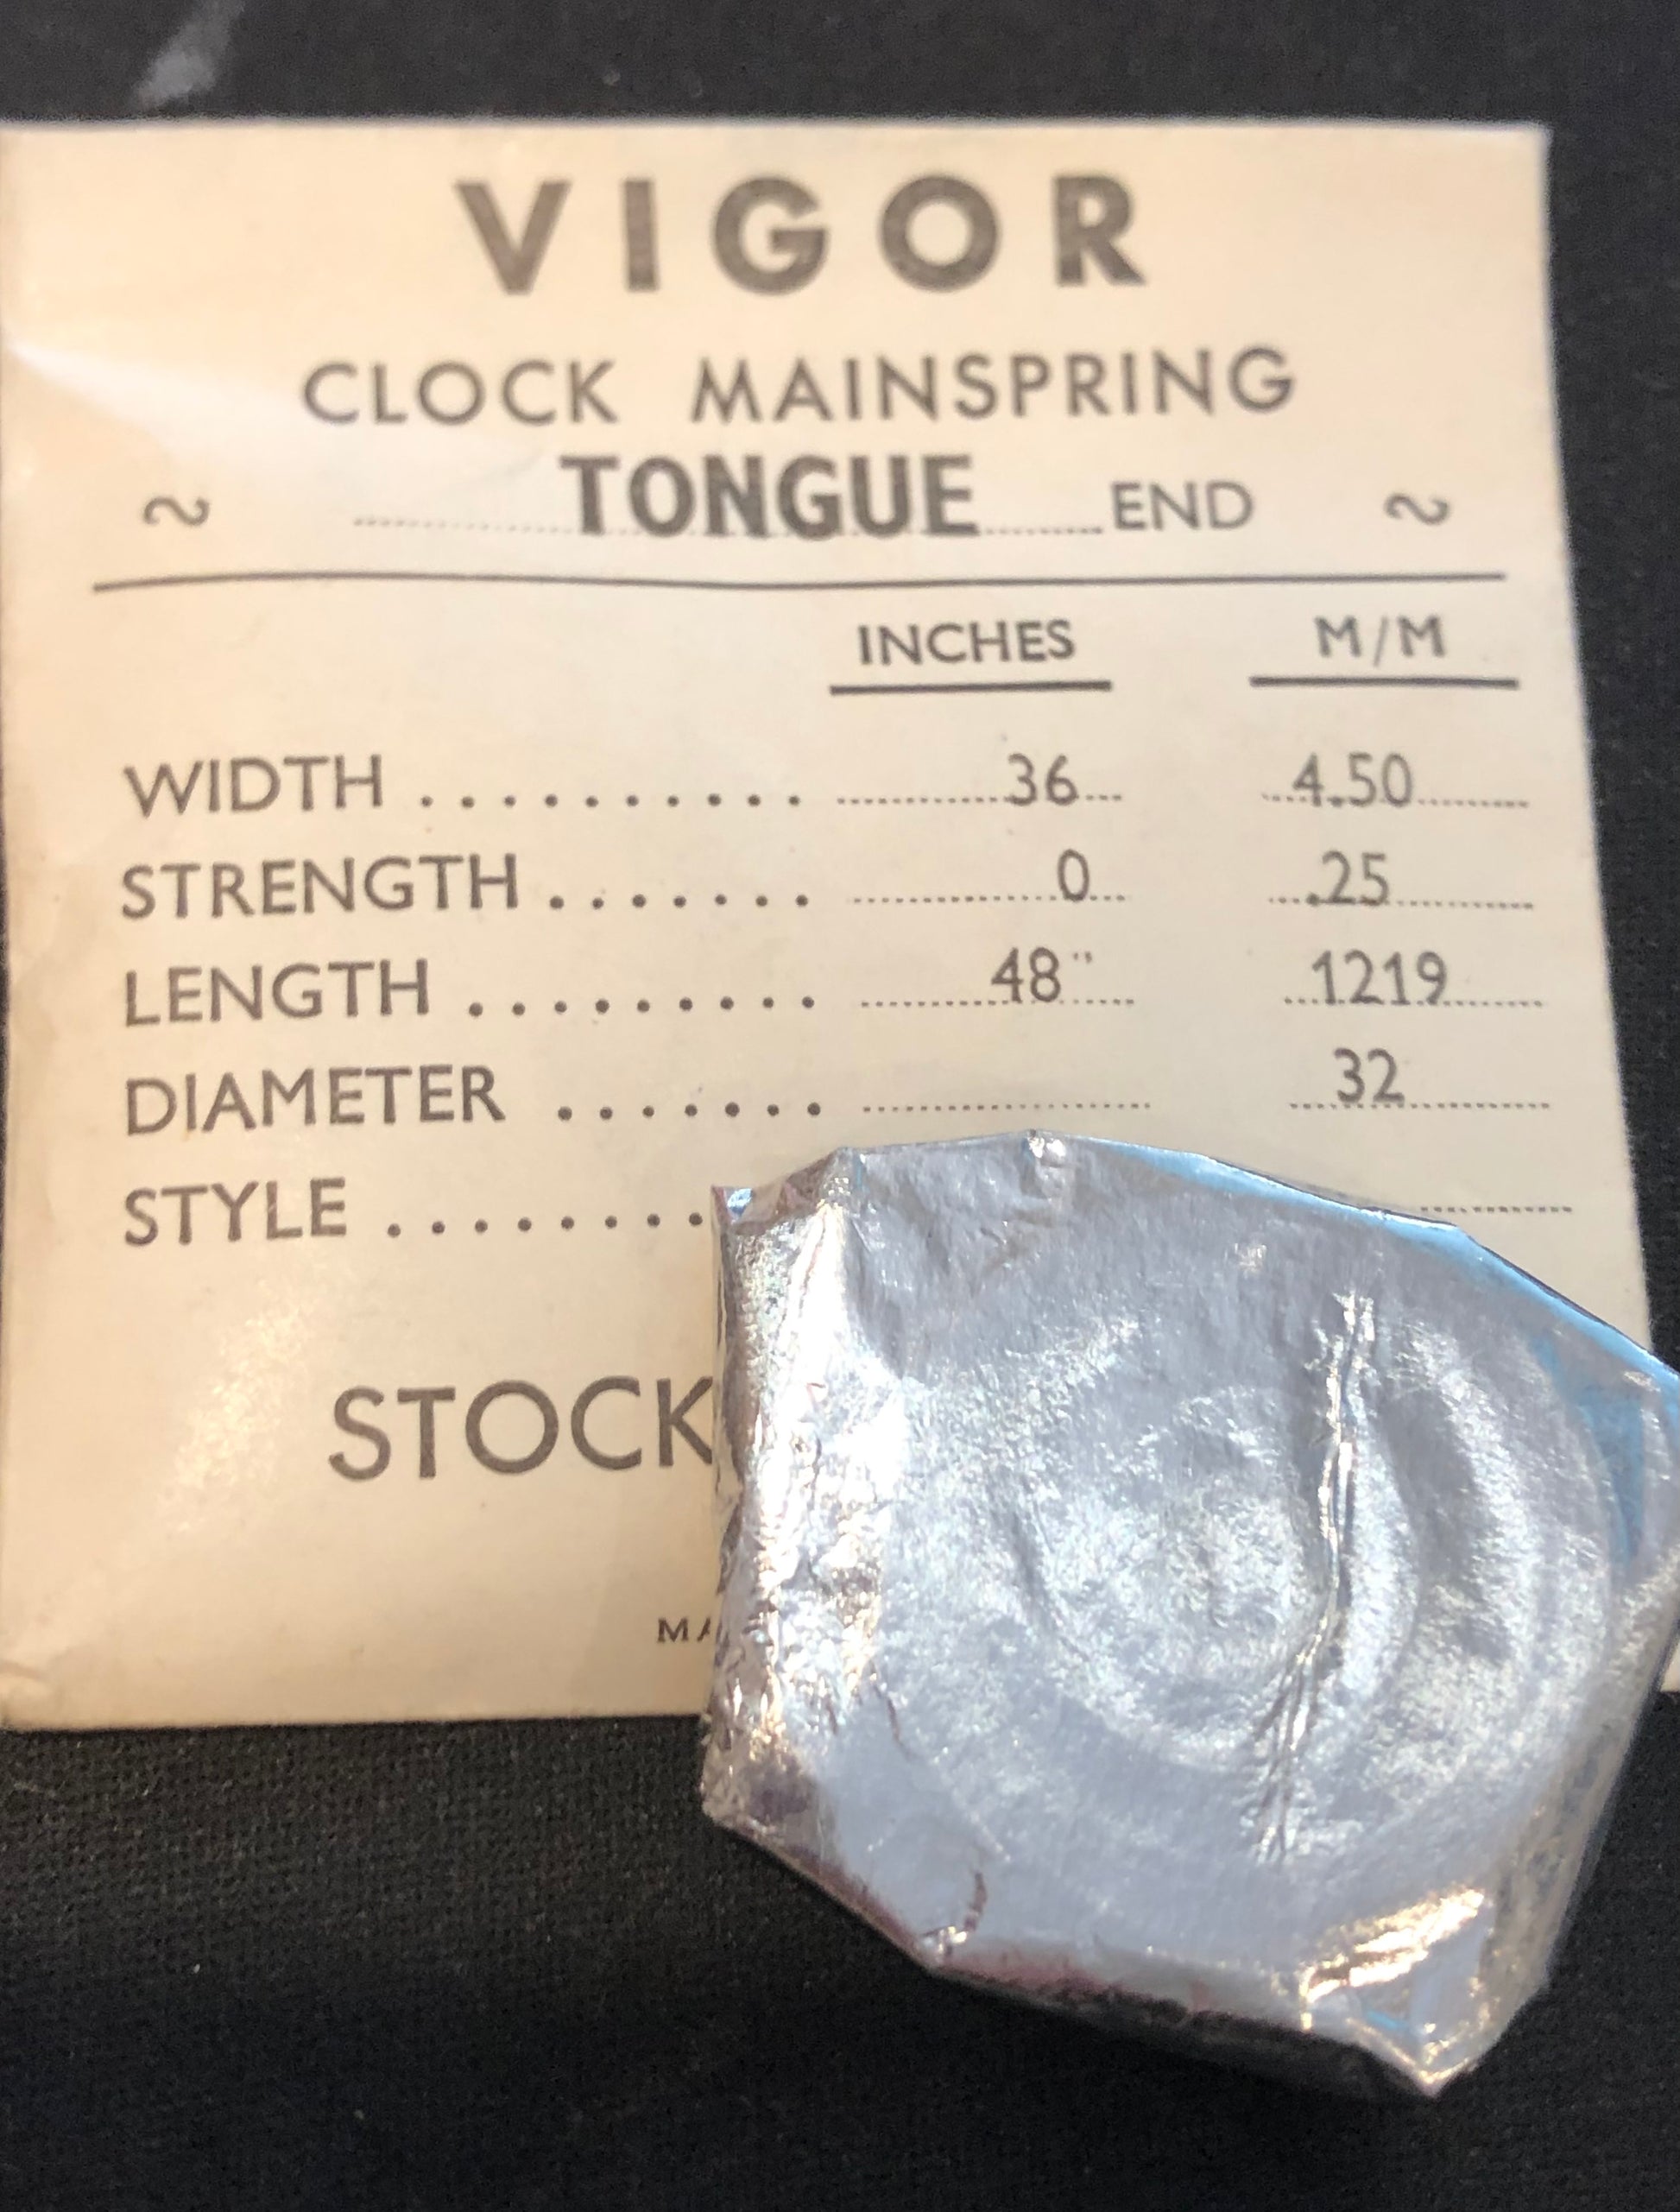 VIGOR
CLOCK MAINSPRING
TONGUE END
INCHES M/M
WIDTH 36 4.50
STRENGTH 0 .25
LENGTH 48" 1219
DIAMETER 32
STYLE
STOCK